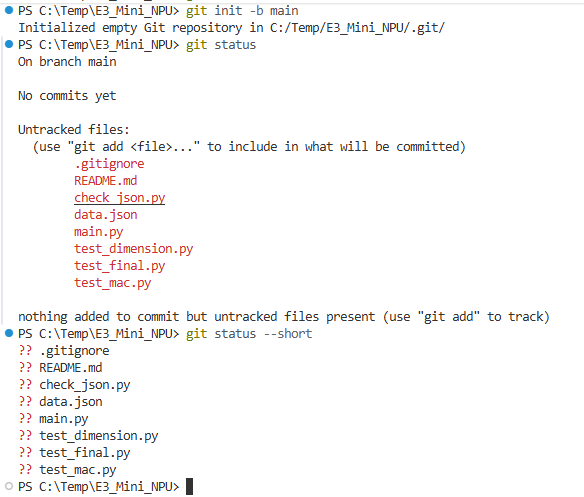 PS C:\Temp\E3_Mini_NPU> git init -b main
Initialized empty Git repository in C:/Temp/E3_Mini_NPU/.git/
PS C:\Temp\E3_Mini_NPU> git status
On branch main
No commits yet
Untracked files:
  (use "git add <file>..." to include in what will be committed)
        .gitignore
        README.md
        check_json.py
        data.json
        main.py
        test_dimension.py
        test_final.py
        test_mac.py
nothing added to commit but untracked files present (use "git add" to track)
PS C:\Temp\E3_Mini_NPU> git status --short
?? .gitignore
?? README.md
?? check_json.py
?? data.json
?? main.py
?? test_dimension.py
?? test_final.py
?? test_mac.py
PS C:\Temp\E3_Mini_NPU>